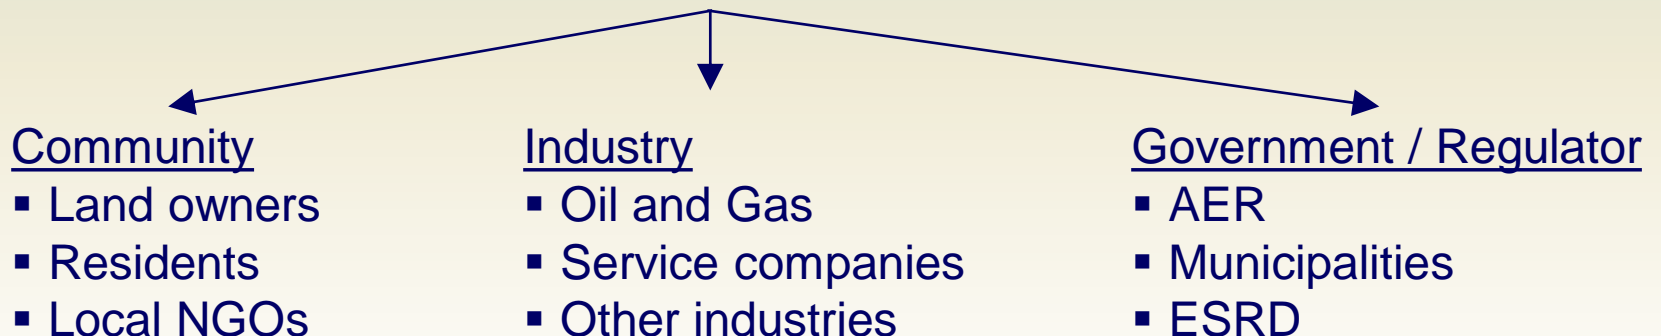 Community
▪ Land owners
▪ Residents
▪ Local NGOs
Industry
▪ Oil and Gas
▪ Service companies
▪ Other industries
Government / Regulator
▪ AER
▪ Municipalities
▪ ESRD